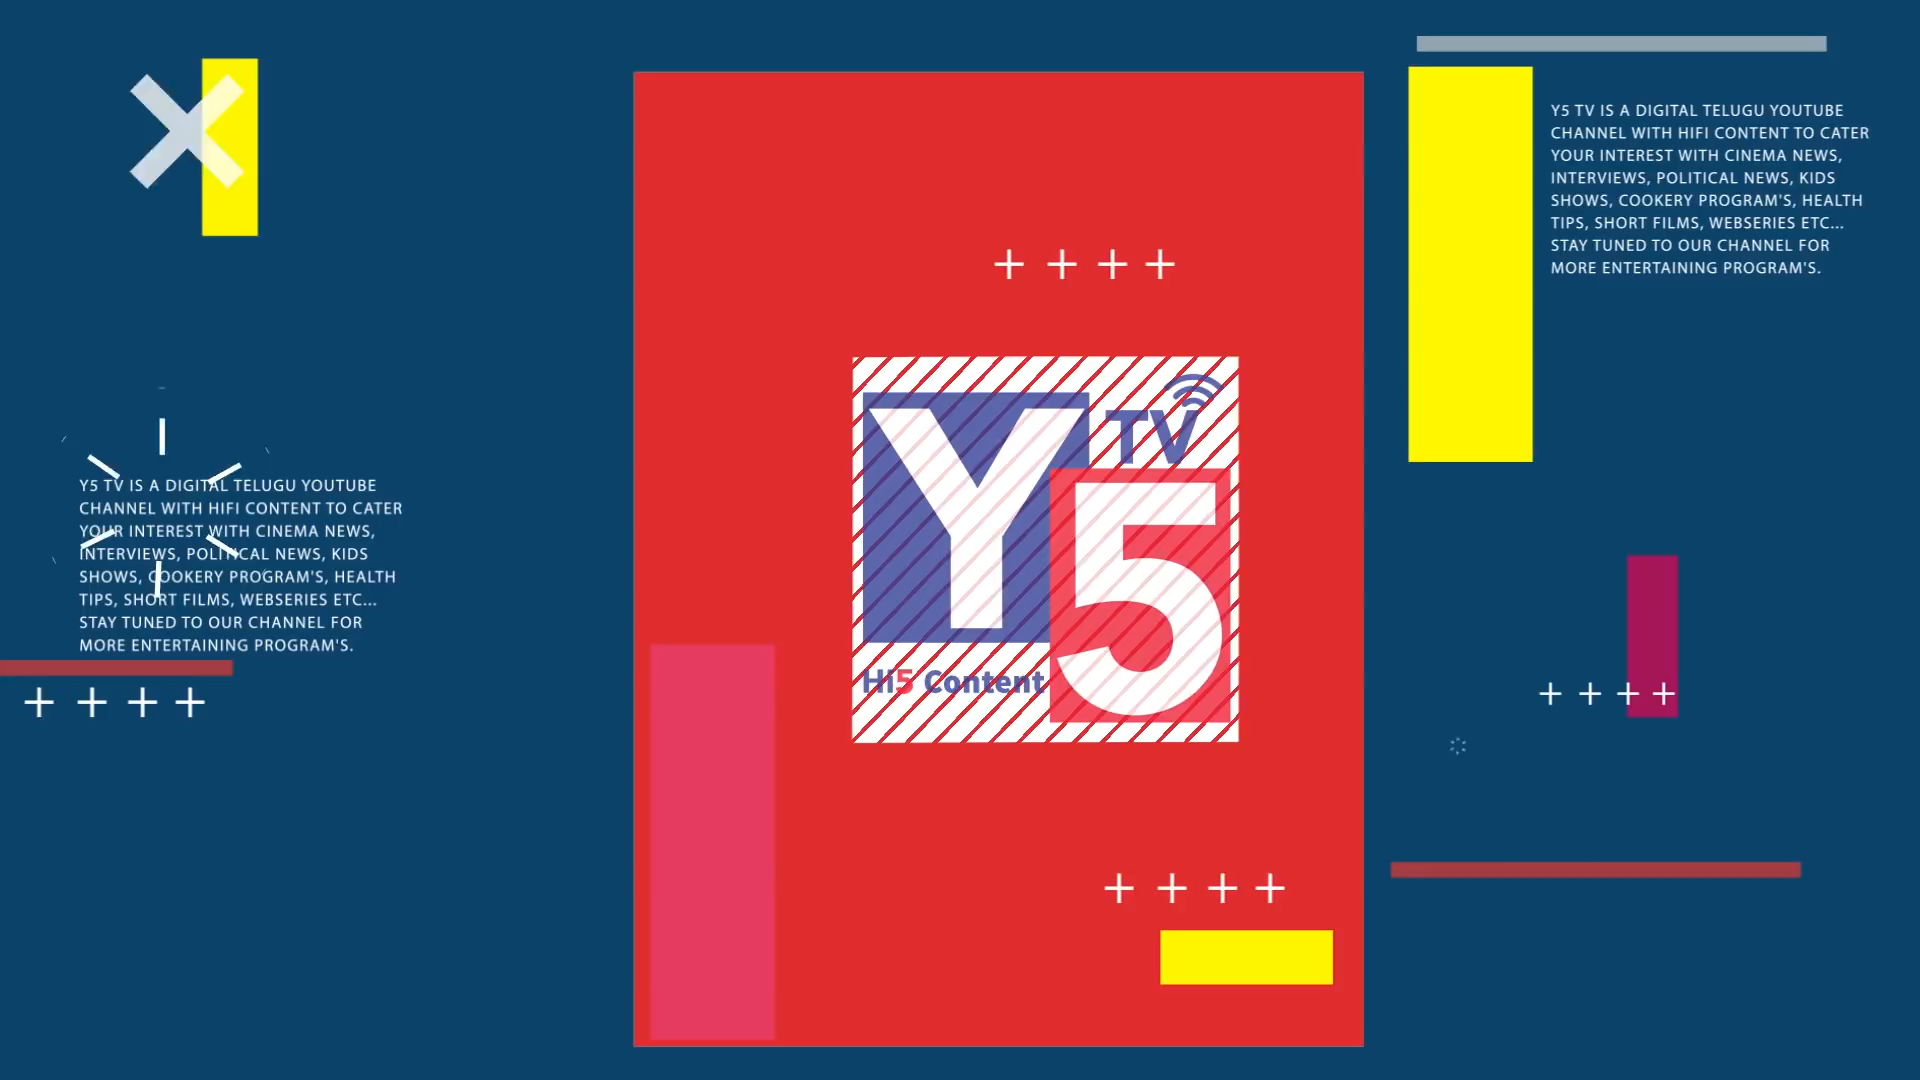 Y5 TV IS A DIGITAL TELUGU YOUTUBE
CHANNEL WITH HIFI CONTENT TO CATER
YOUR INTEREST WITH CINEMA NEWS,
INTERVIEWS, POLITICAL NEWS, KIDS
SHOWS, COOKERY PROGRAM'S, HEALTH
TIPS, SHORT FILMS, WEBSERIES ETC...
STAY TUNED TO OUR CHANNEL FOR
MORE ENTERTAINING PROGRAM'S.
Y5 TV
Hi5 Content
Y5 TV IS A DIGITAL TELUGU YOUTUBE
CHANNEL WITH HIFI CONTENT TO CATER
YOUR INTEREST WITH CINEMA NEWS,
INTERVIEWS, POLITICAL NEWS, KIDS
SHOWS, COOKERY PROGRAM'S, HEALTH
TIPS, SHORT FILMS, WEBSERIES ETC...
STAY TUNED TO OUR CHANNEL FOR
MORE ENTERTAINING PROGRAM'S.